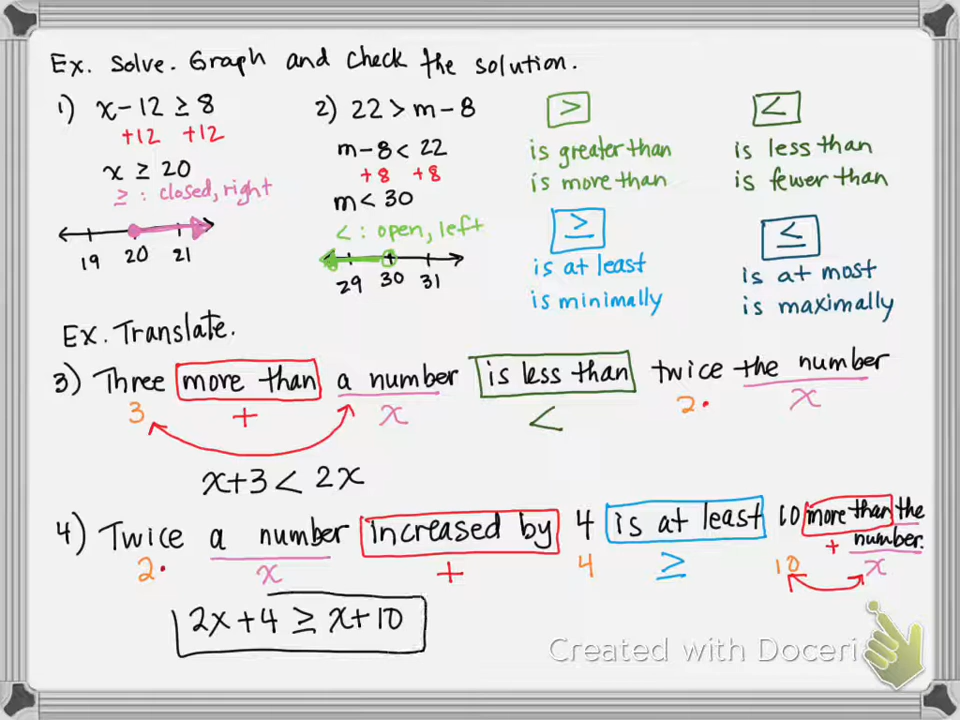 Ex. Solve. Graph and check the solution.
1) x-12 ≥ 8
+12 +12
x ≥ 20
≥ : closed, right
19 20 21
2) 22 > m-8
m-8 < 22
+8 +8
m < 30
< : open, left
29 30 31
>
is greater than
is more than
<
is less than
is fewer than
≥
is at least
is minimally
≤
is at most
is maximally
Ex. Translate.
3) Three more than a number is less than twice the number
3 + x < 2· x
x+3 < 2x
4) Twice a number increased by 4 is at least 10 more than the
number.
2· x + 4 ≥ 10 + x
2x+4 ≥ x+10
Created with Doceri